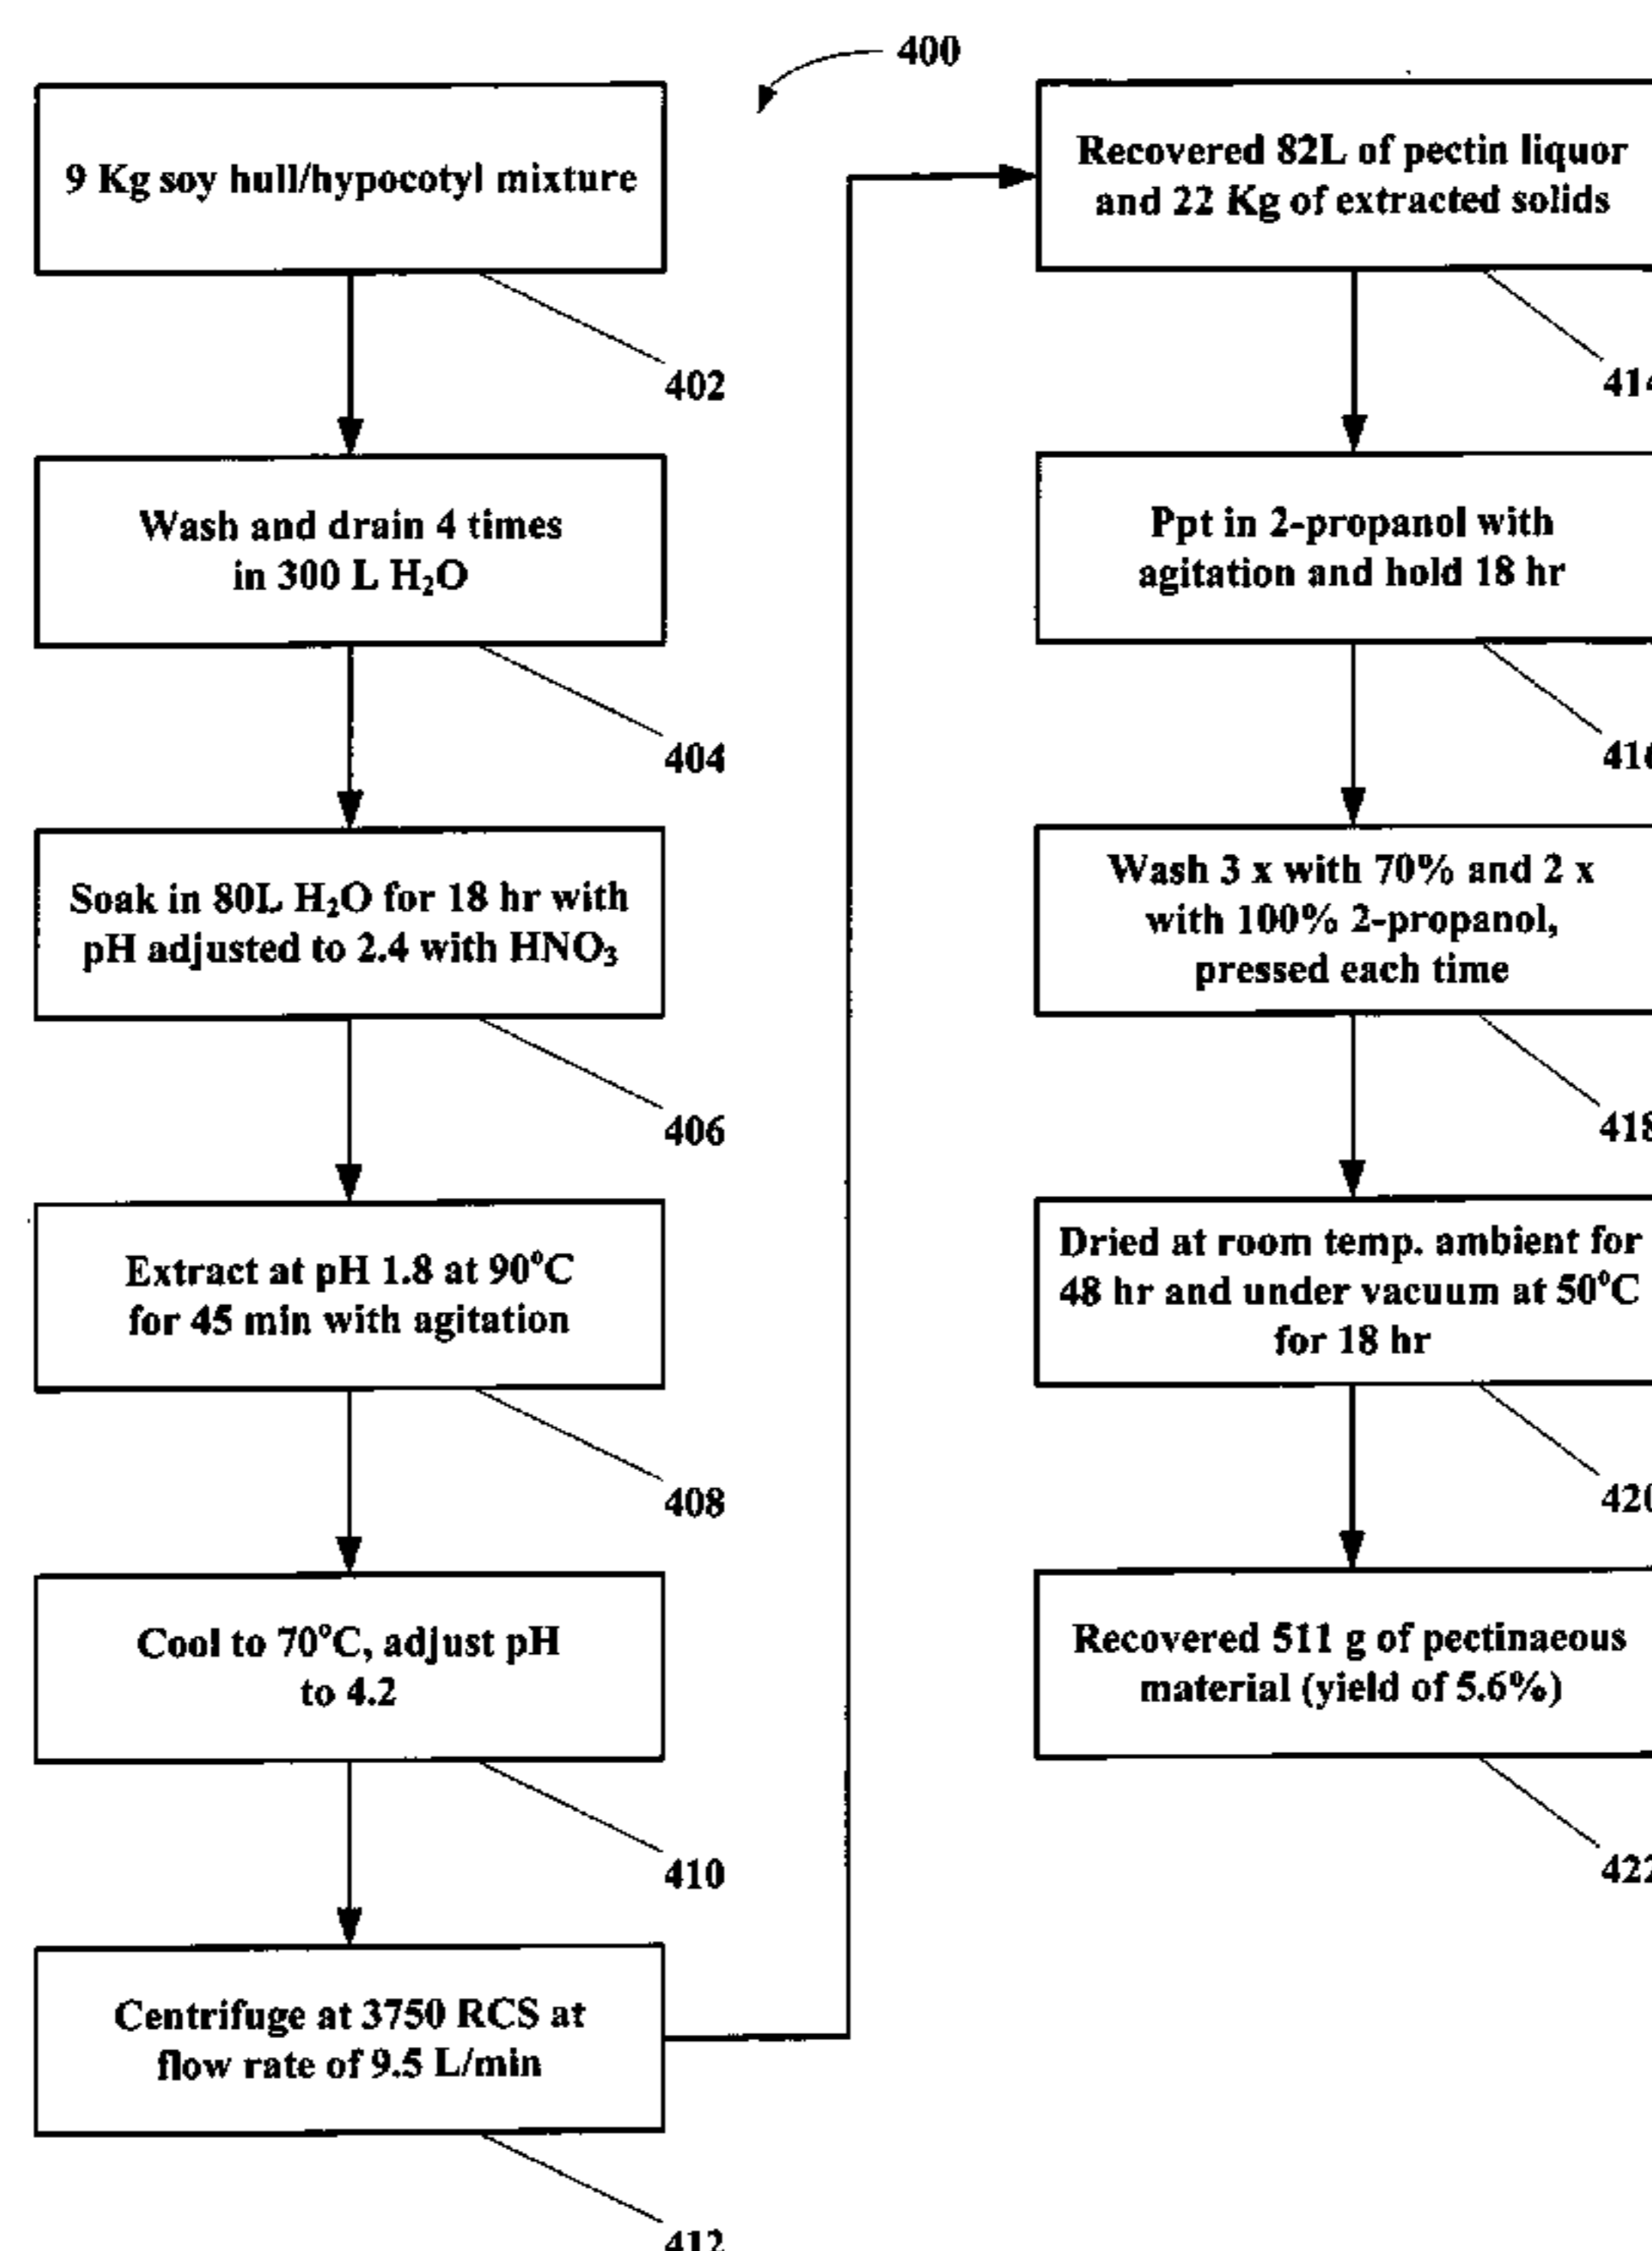 400
9 Kg soy hull/hypocotyl mixture
402
Wash and drain 4 times
in 300 L H₂O
404
Soak in 80L H₂O for 18 hr with
pH adjusted to 2.4 with HNO₃
406
Extract at pH 1.8 at 90°C
for 45 min with agitation
408
Cool to 70°C, adjust pH
to 4.2
410
Centrifuge at 3750 RCS at
flow rate of 9.5 L/min
412
Recovered 82L of pectin liquor
and 22 Kg of extracted solids
414
Ppt in 2-propanol with
agitation and hold 18 hr
416
Wash 3 x with 70% and 2 x
with 100% 2-propanol,
pressed each time
418
Dried at room temp. ambient for
48 hr and under vacuum at 50°C
for 18 hr
420
Recovered 511 g of pectinaeous
material (yield of 5.6%)
422